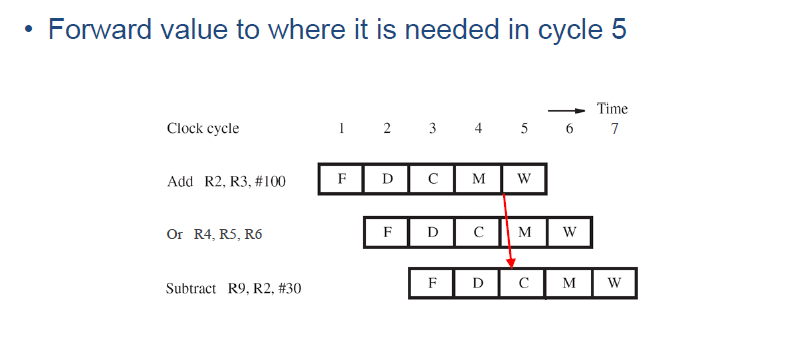 • Forward value to where it is needed in cycle 5
Time
Clock cycle 1 2 3 4 5 6 7
Add R2, R3, #100 F D C M W
Or R4, R5, R6 F D C M W
Subtract R9, R2, #30 F D C M W